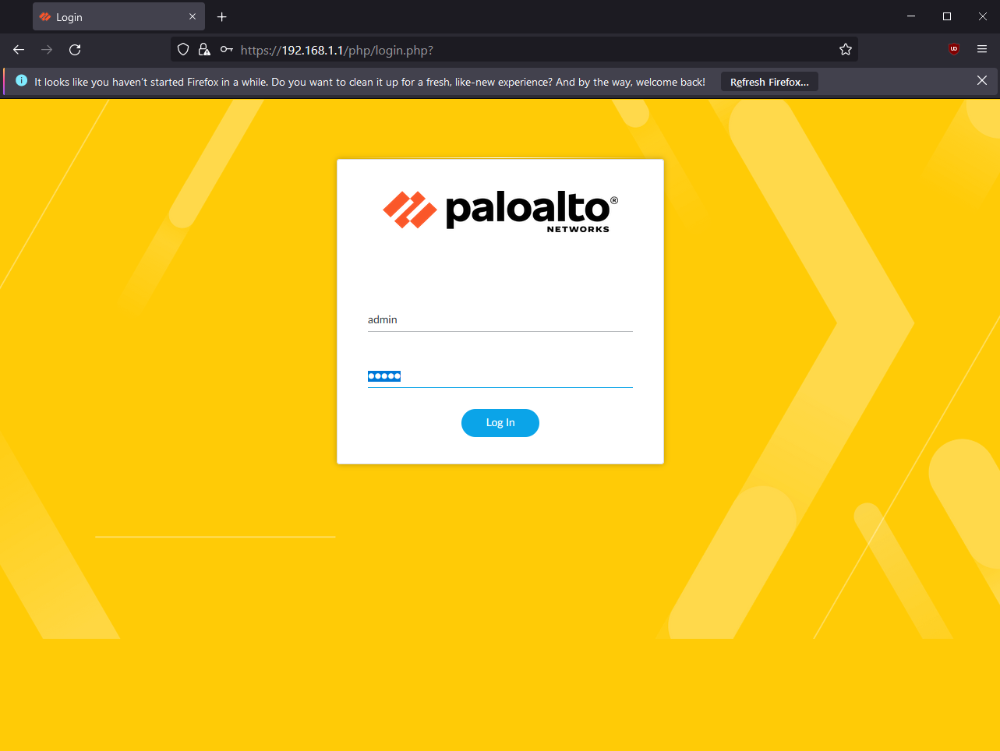 Login
https://192.168.1.1/php/login.php?
It looks like you haven't started Firefox in a while. Do you want to clean it up for a fresh, like-new experience? And by the way, welcome back!
Refresh Firefox...
paloalto®
NETWORKS
admin
●●●●●
Log In